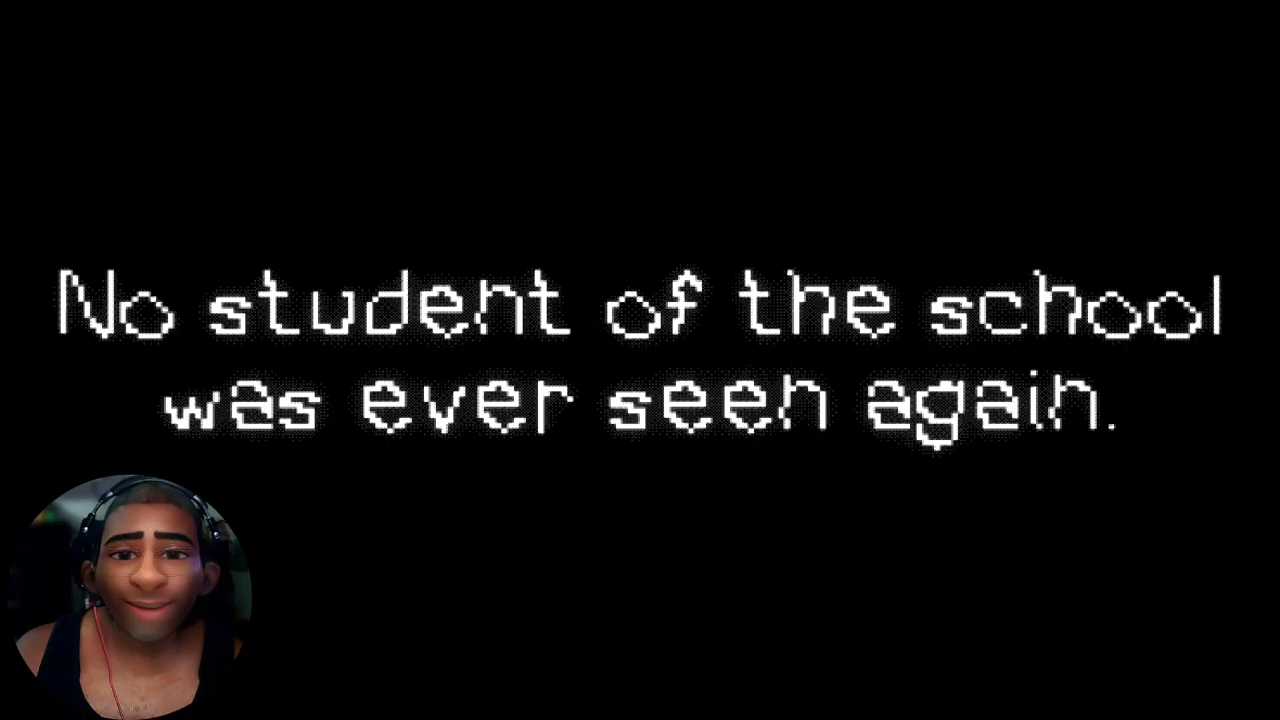 No student of the school
was ever seen again.